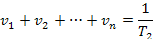 v₁ + v₂ + ⋯ + vₙ = 1/T₂